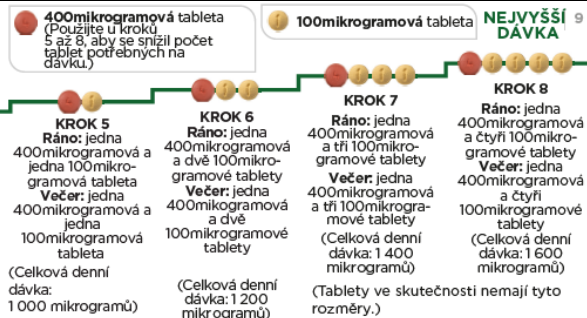 400mikrogramová tableta
(Použijte u kroků
5 až 8, aby se snížil počet
tablet potřebných na
dávku.)
100mikrogramová tableta
NEJVYŠŠÍ
DÁVKA
9
KROK 5
Ráno: jedna
400mikrogramová a
jedna 100mikro-
gramová tableta
Večer: jedna
400mikogramová a
jedna
100mikrogramová
tableta
(Celková denní
dávka:
1 000 mikrogramů)
KROK 6
Ráno: jedna
400mikrogramová
a dvě 100mikro-
gramové tablety
Večer: jedna
400mikogramová
a dvě
100mikrogramové
tablety
(Celková denní
dávka: 1 200
mikrogramů)
KROK 7
Ráno: jedna
400mikrogramová
a tři 100mikro-
gramové tablety
Večer: jedna
400mikrogramová
a tři 100mikrogra-
mové tablety
(Celková denní
dávka: 1 400
mikrogramů)
KROK 8
Ráno: jedna
400mikrogramová
a čtyři 100mikro-
gramové tablety
Večer: jedna
400mikrogramová
a čtyři
100mikrogramové
tablety
(Celková denní
dávka: 1 600
mikrogramů)
(Tablety ve skutečnosti nemají tyto
rozměry.)